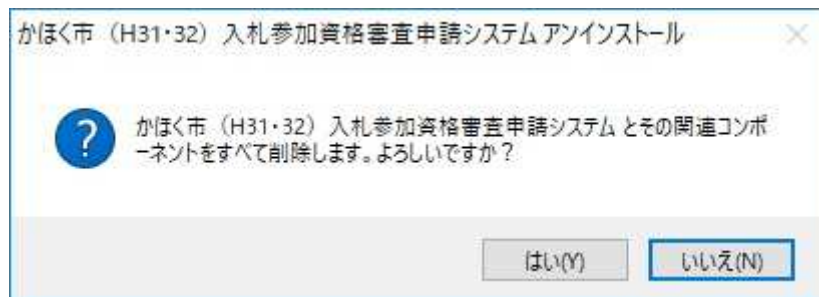 かほく市（H31・32）入札参加資格審査申請システム アンインストール
かほく市（H31・32）入札参加資格審査申請システム とその関連コンポ
ーネントをすべて削除します。よろしいですか？
はい(Y)
いいえ(N)